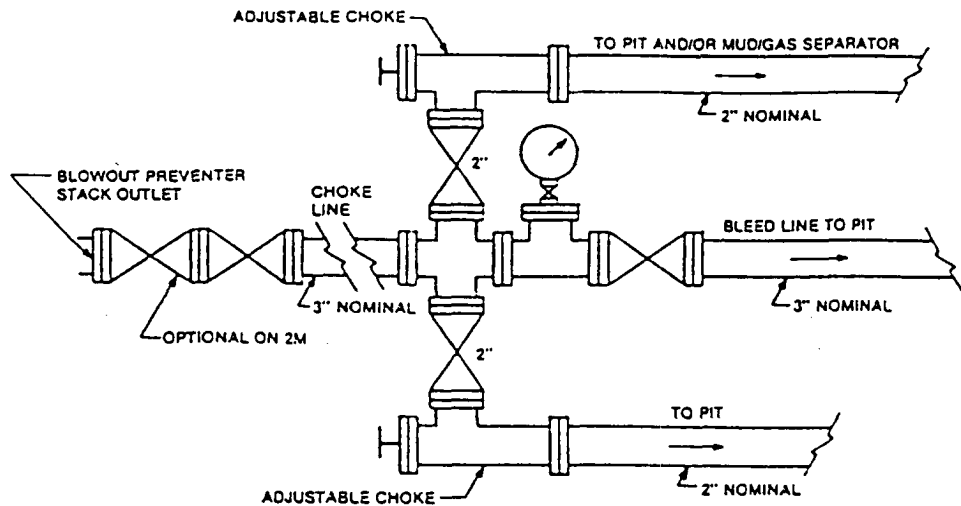 ADJUSTABLE CHOKE
TO PIT AND/OR MUD/GAS SEPARATOR
2" NOMINAL
2"
BLOWOUT PREVENTER
STACK OUTLET
CHOKE
LINE
BLEED LINE TO PIT
3" NOMINAL
3" NOMINAL
OPTIONAL ON 2M
2"
TO PIT
ADJUSTABLE CHOKE
2" NOMINAL